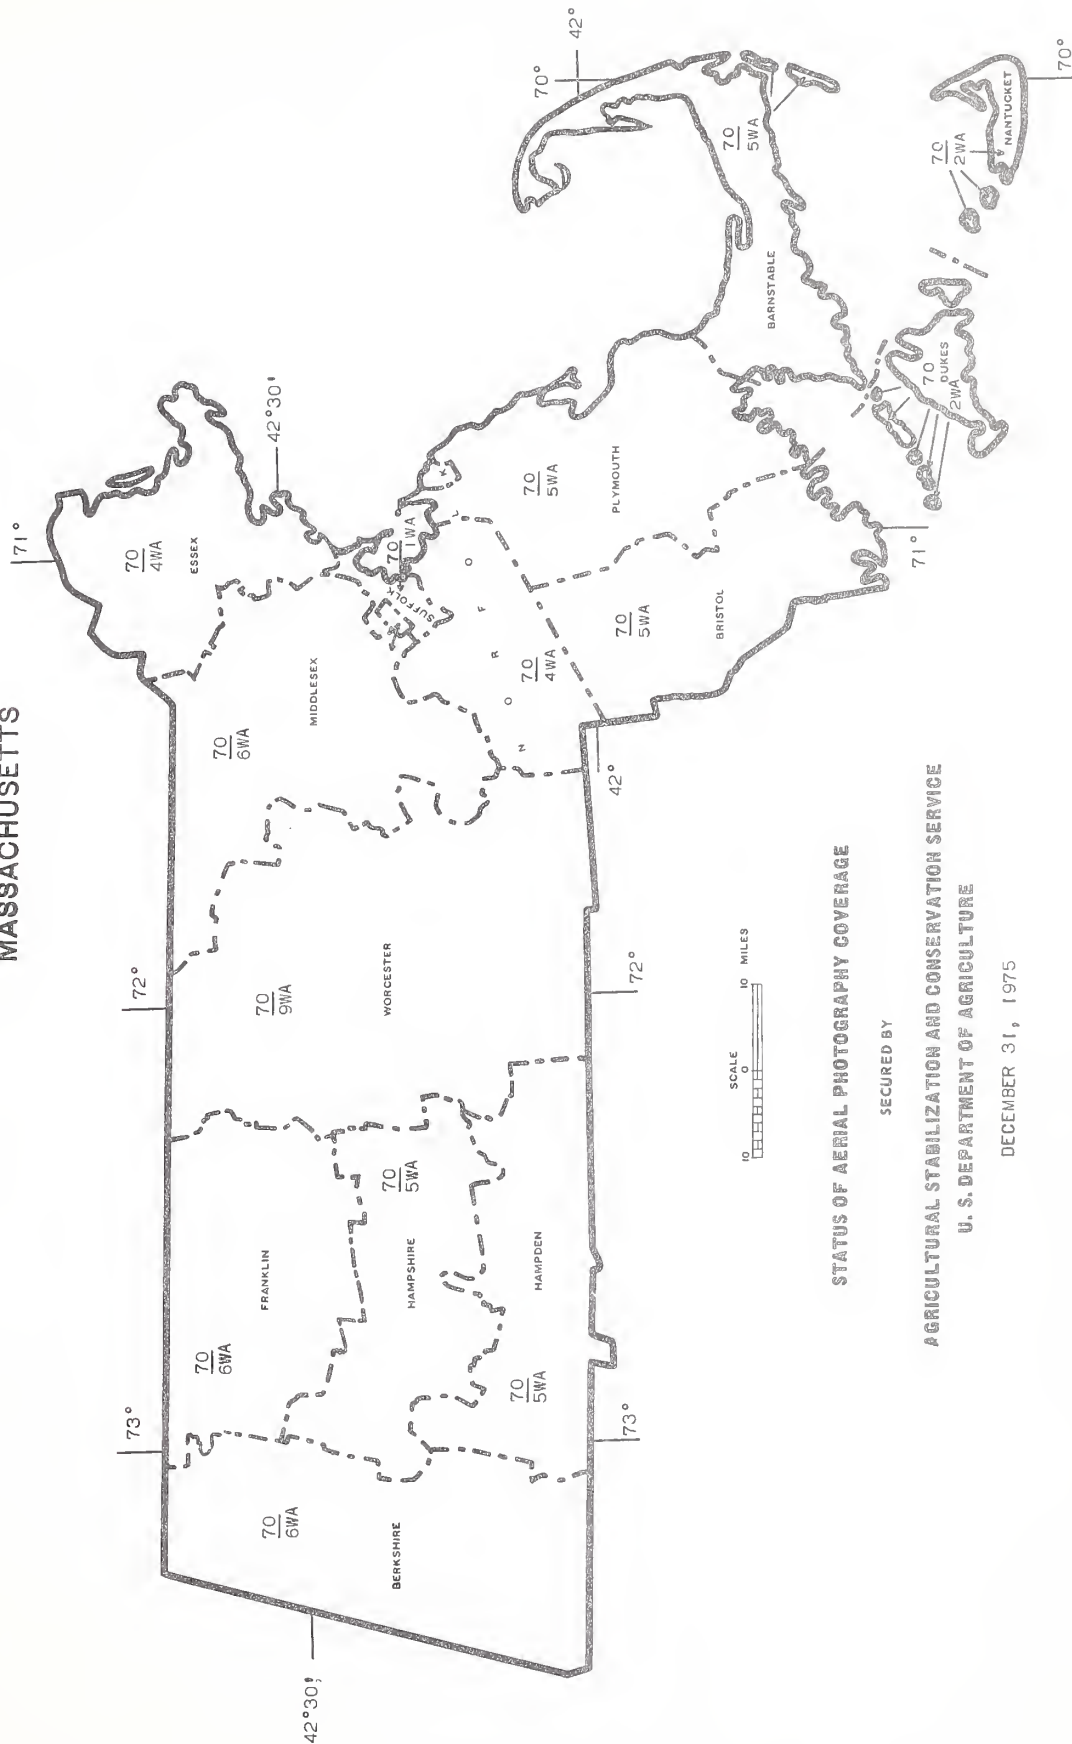 MASSACHUSETTS
71°
70
4WA
ESSEX
42°30'
72°
70
6WA
MIDDLESEX
70
1WA
SUFFOLK
70
9WA
WORCESTER
N O R F O L K
70
4WA
70
5WA
PLYMOUTH
70
5WA
BRISTOL
71°
70°
42°
70
5WA
BARNSTABLE
70
2WA
NANTUCKET
70°
70
DUKES
2WA
73°
70
6WA
FRANKLIN
70
5WA
HAMPSHIRE
70
5WA
HAMPDEN
70
6WA
BERKSHIRE
42°30'
73°
72°
42°
SCALE
10 0 10 MILES
STATUS OF AERIAL PHOTOGRAPHY COVERAGE
SECURED BY
AGRICULTURAL STABILIZATION AND CONSERVATION SERVICE
U. S. DEPARTMENT OF AGRICULTURE
DECEMBER 31, 1975